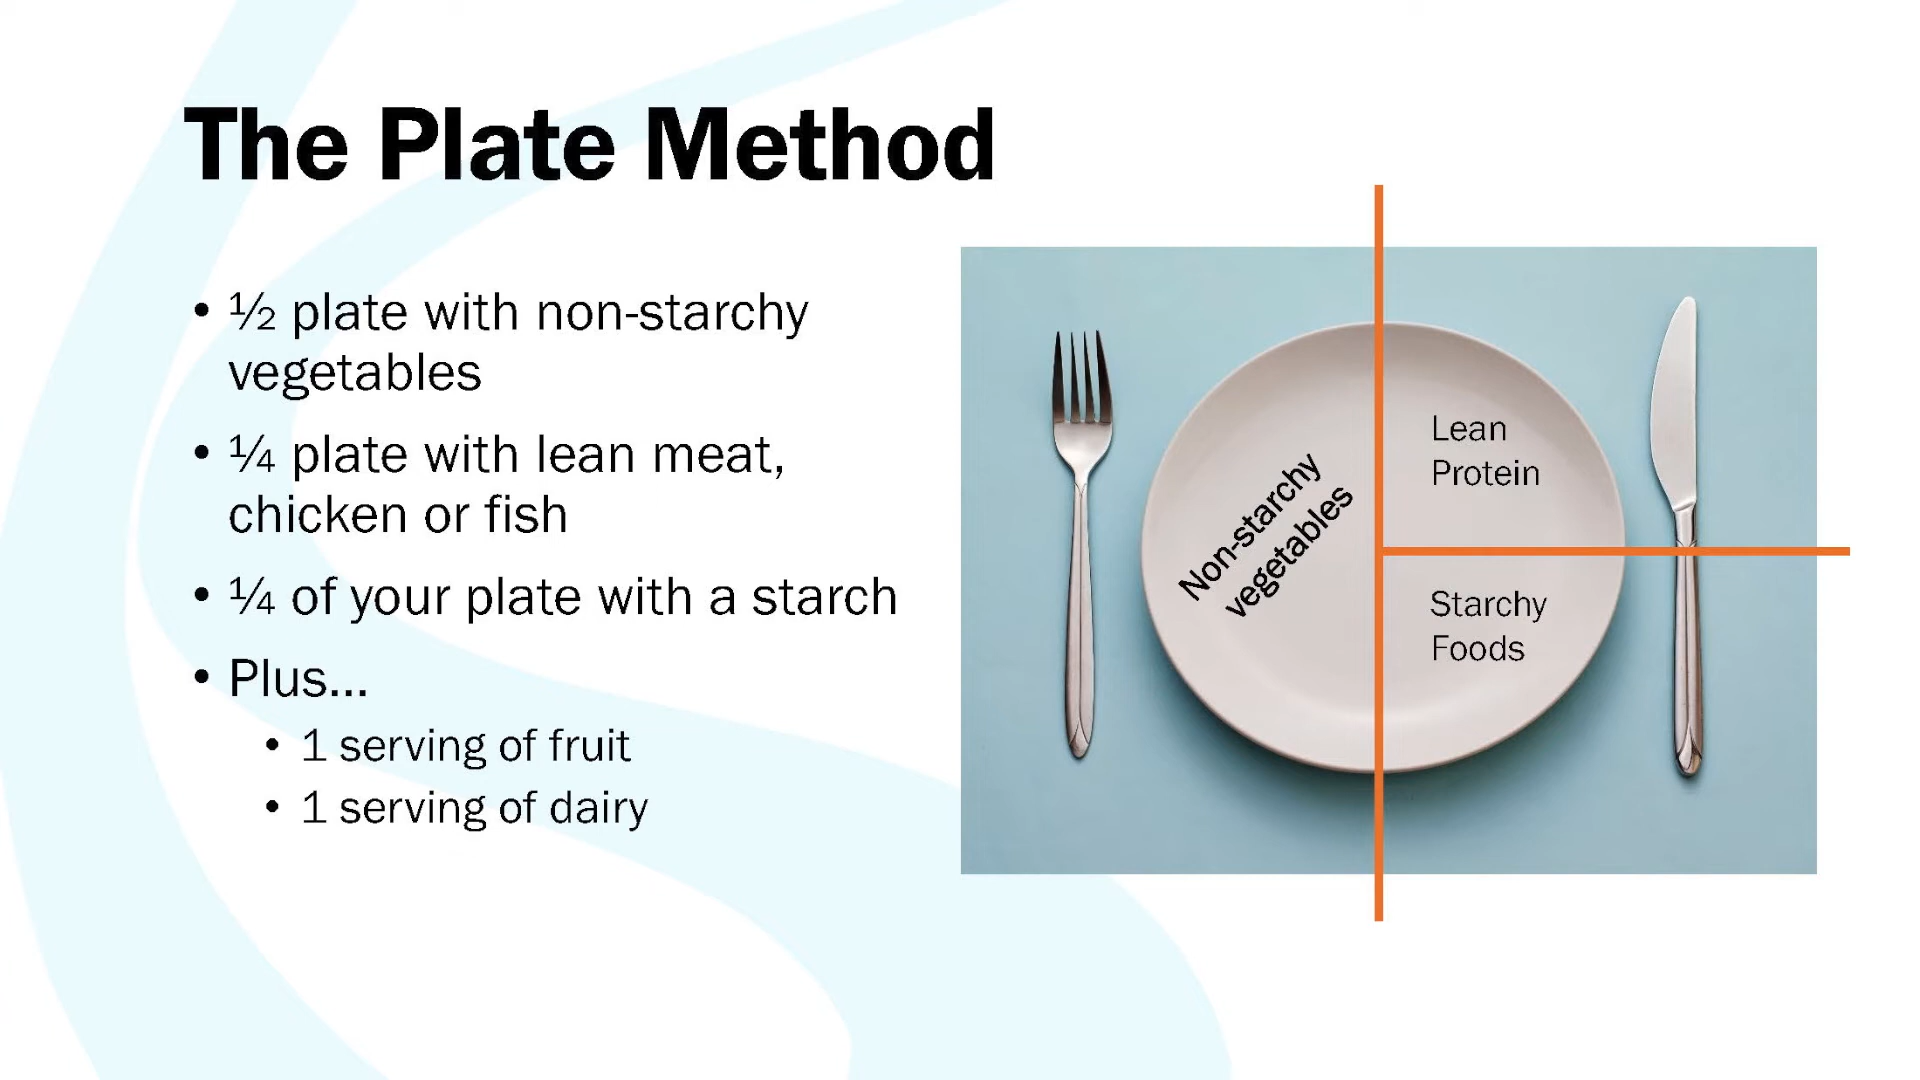 The Plate Method
• ½ plate with non-starchy
vegetables
• ¼ plate with lean meat,
chicken or fish
• ¼ of your plate with a starch
• Plus...
• 1 serving of fruit
• 1 serving of dairy
Non-starchy
vegetables
Lean
Protein
Starchy
Foods